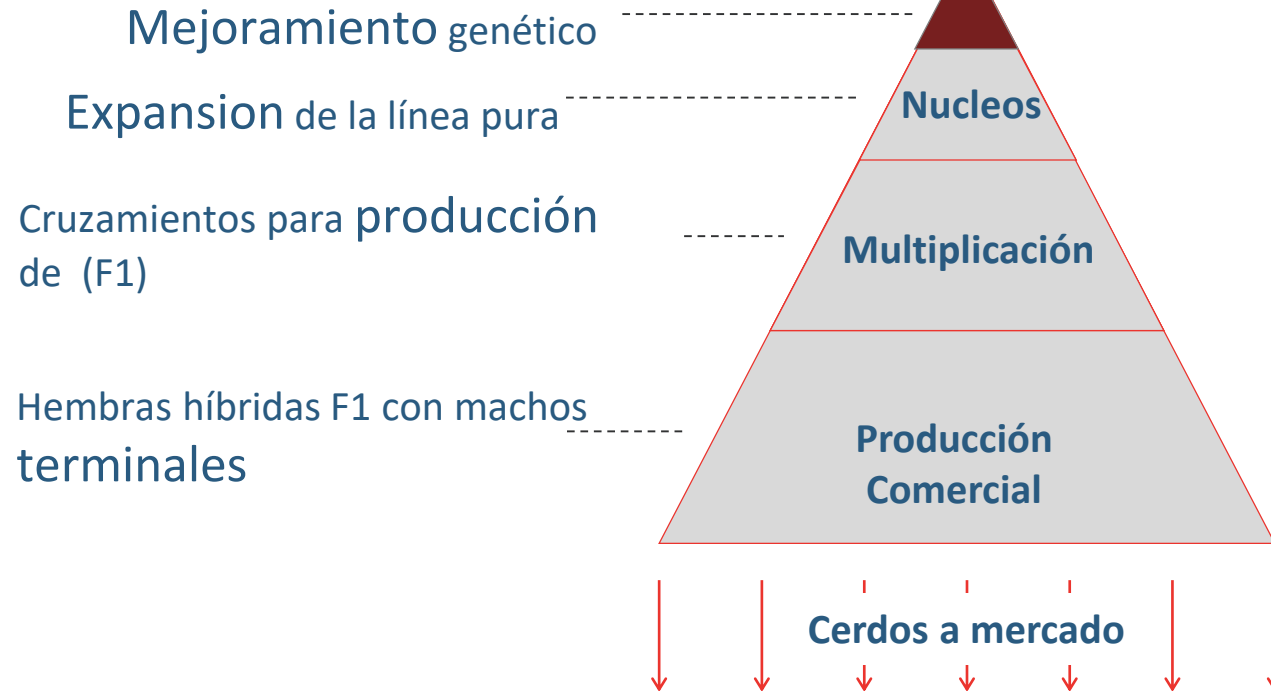 Mejoramiento genético
Expansion de la línea pura
Nucleos
Cruzamientos para producción
de (F1)
Multiplicación
Hembras híbridas F1 con machos
terminales
Producción
Comercial
Cerdos a mercado